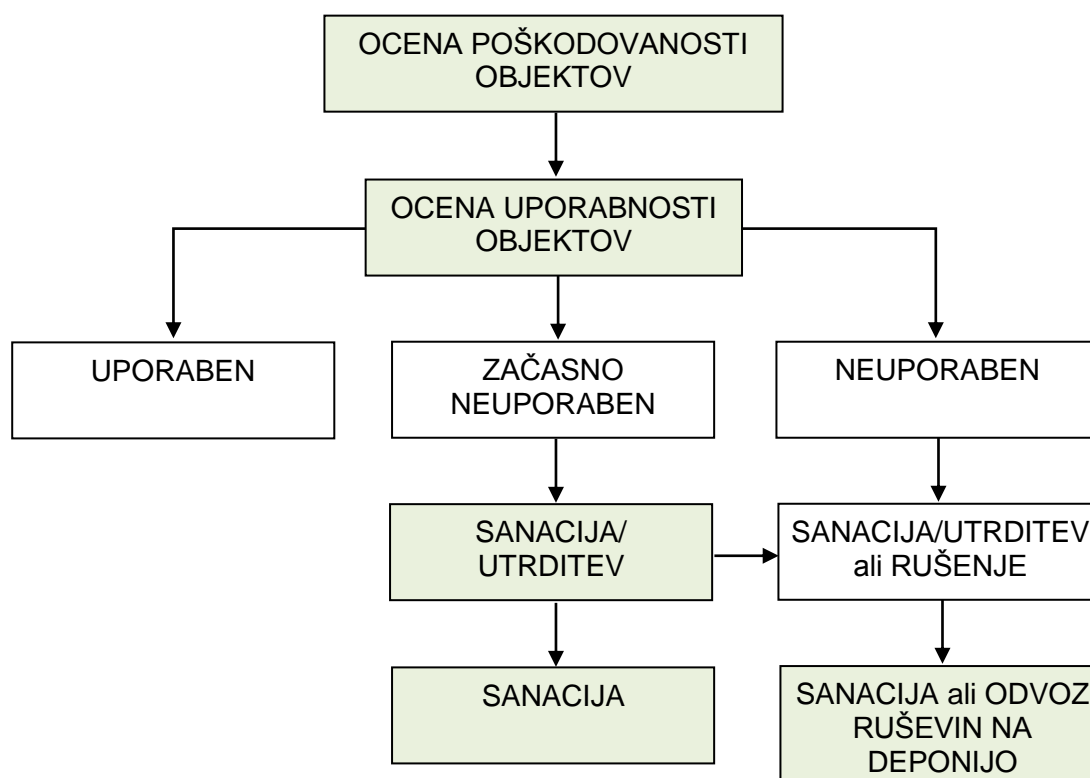 OCENA POŠKODOVANOSTI
OBJEKTOV
OCENA UPORABNOSTI
OBJEKTOV
UPORABEN
ZAČASNO
NEUPORABEN
NEUPORABEN
SANACIJA/
UTRDITEV
SANACIJA/UTRDITEV
ali RUŠENJE
SANACIJA
SANACIJA ali ODVOZ
RUŠEVIN NA
DEPONIJO